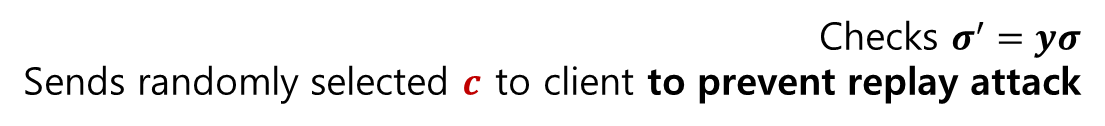 Checks σ′ = yσ
Sends randomly selected c to client to prevent replay attack